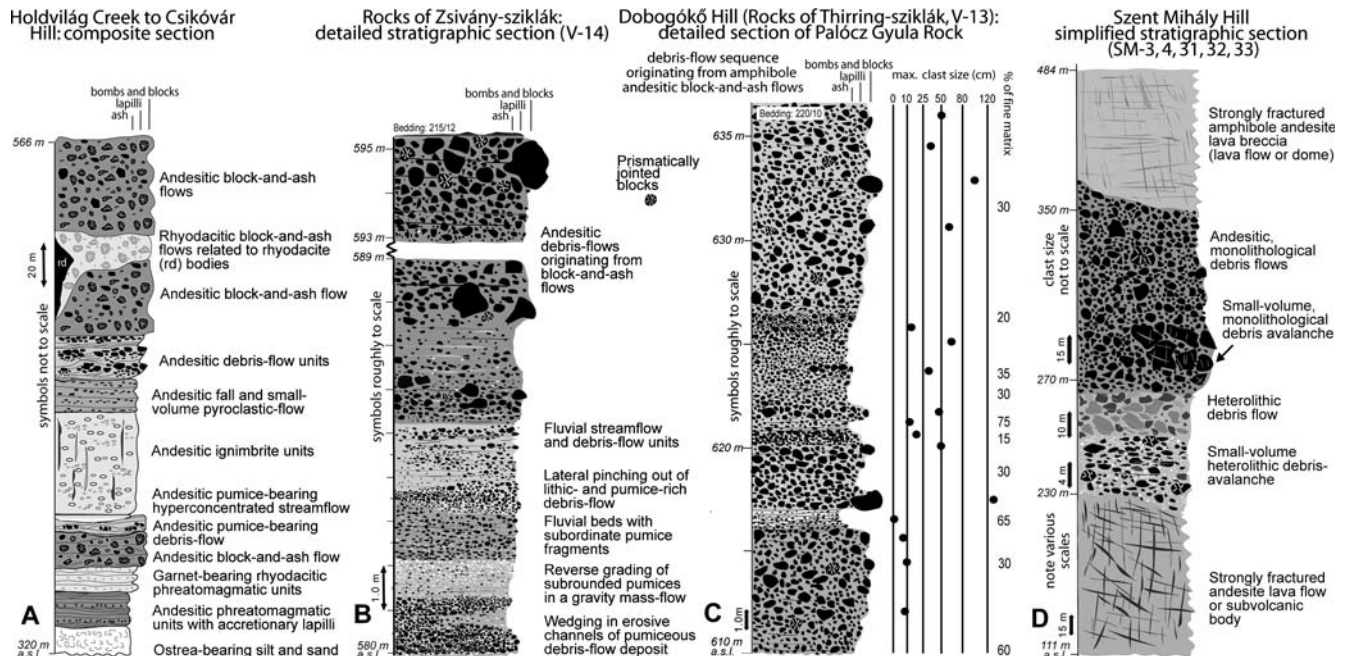 Holdvilág Creek to Csikóvár
Hill: composite section
bombs and blocks
lapilli
ash
566 m
20 m
symbols not to scale
rd
A
320 m
a.s.l.
Andesitic block-and-ash
flows
Rhyodacitic block-and-ash
flows related to rhyodacite
(rd) bodies
Andesitic block-and-ash flow
Andesitic debris-flow units
Andesitic fall and small-
volume pyroclastic-flow
Andesitic ignimbrite units
Andesitic pumice-bearing
hyperconcentrated streamflow
Andesitic pumice-bearing
debris-flow
Andesitic block-and-ash flow
Garnet-bearing rhyodacitic
phreatomagmatic units
Andesitic phreatomagmatic
units with accretionary lapilli
Ostrea-bearing silt and sand
Rocks of Zsivány-sziklák:
detailed stratigraphic section (V-14)
bombs and blocks
lapilli
ash
Bedding: 215/12
595 m
593 m
589 m
symbols roughly to scale
1.0 m
B
580 m
a.s.l.
Prismatically
jointed
blocks
Andesitic
debris-flows
originating from
block-and-ash
flows
Fluvial streamflow
and debris-flow units
Lateral pinching out of
lithic- and pumice-rich
debris-flow
Fluvial beds with
subordinate pumice
fragments
Reverse grading of
subrounded pumices
in a gravity mass-flow
Wedging in erosive
channels of pumiceous
debris-flow deposit
Dobogókő Hill (Rocks of Thirring-sziklák, V-13):
detailed section of Palócz Gyula Rock
debris-flow sequence
originating from amphibole
andesitic block-and-ash flows
bombs and blocks
lapilli
ash
max. clast size (cm)
0 10 25 50 80 120
% of fine matrix
Bedding: 220/10
635 m
630 m
620 m
symbols roughly to scale
1.0m
C
610 m
a.s.l.
30
20
35
30
75
15
30
65
30
60
Szent Mihály Hill
simplified stratigraphic section
(SM-3, 4, 31, 32, 33)
484 m
350 m
clast size
not to scale
15 m
270 m
10 m
4 m
230 m
note various
scales
15 m
D
111 m
a.s.l.
Strongly fractured
amphibole andesite
lava breccia
(lava flow or dome)
Andesitic,
monolithological
debris flows
Small-volume,
monolithological
debris avalanche
Heterolithic
debris flow
Small-volume
heterolithic debris-
avalanche
Strongly fractured
andesite lava flow
or subvolcanic
body